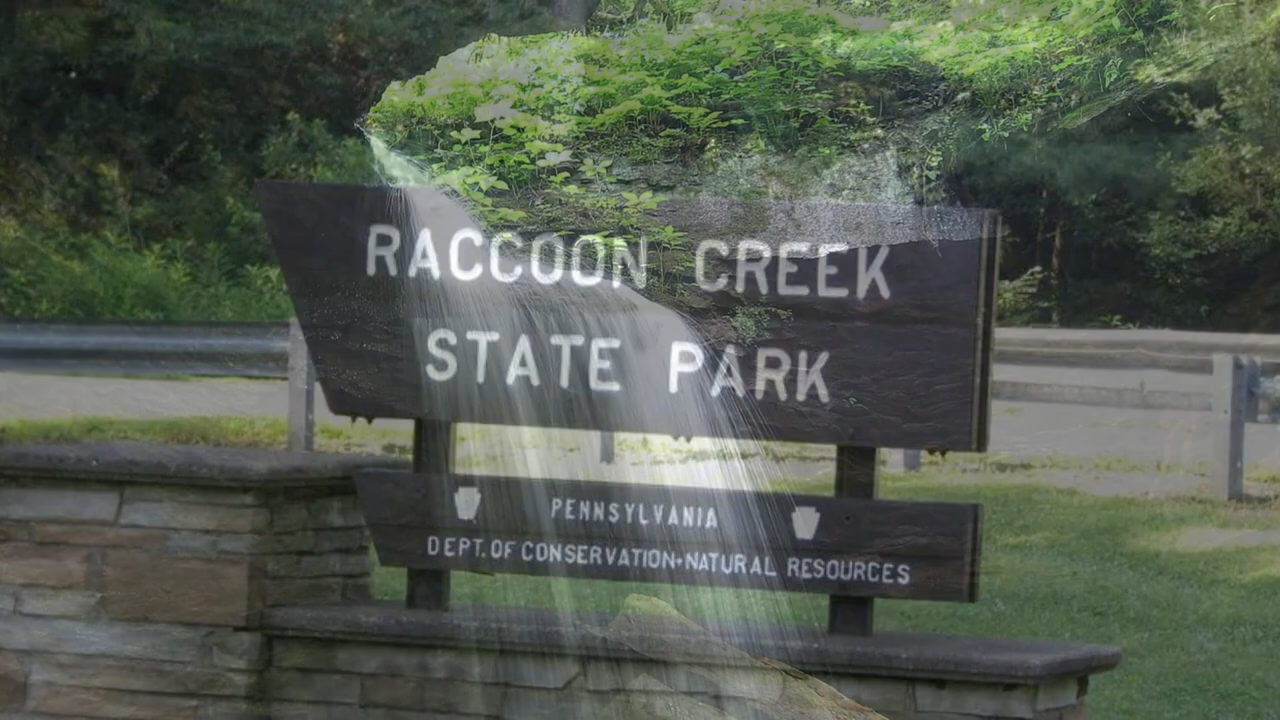 RACCOON CREEK
STATE PARK
PENNSYLVANIA
DEPT. OF CONSERVATION+NATURAL RESOURCES